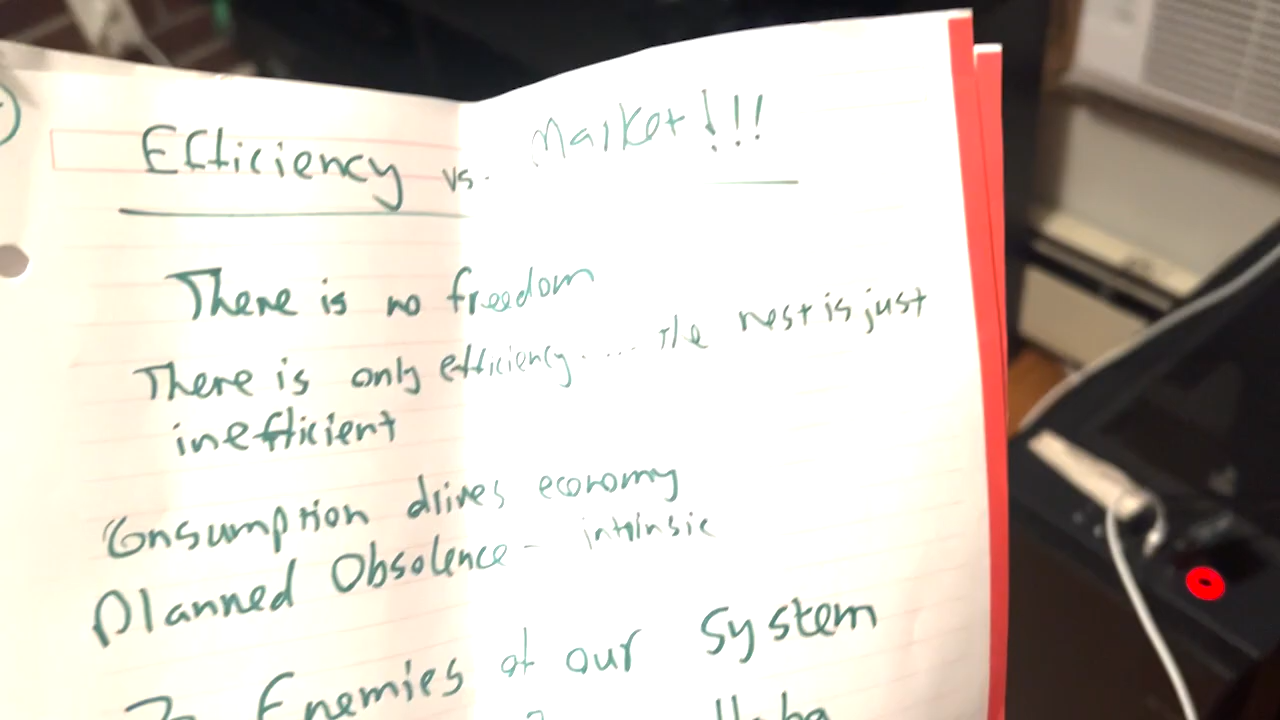 Efficiency vs. Market!!!
There is no freedom
There is only efficiency.... The rest is just
inefficient
Consumption drives economy
Planned Obsolence - intrinsic
Enemies of our System